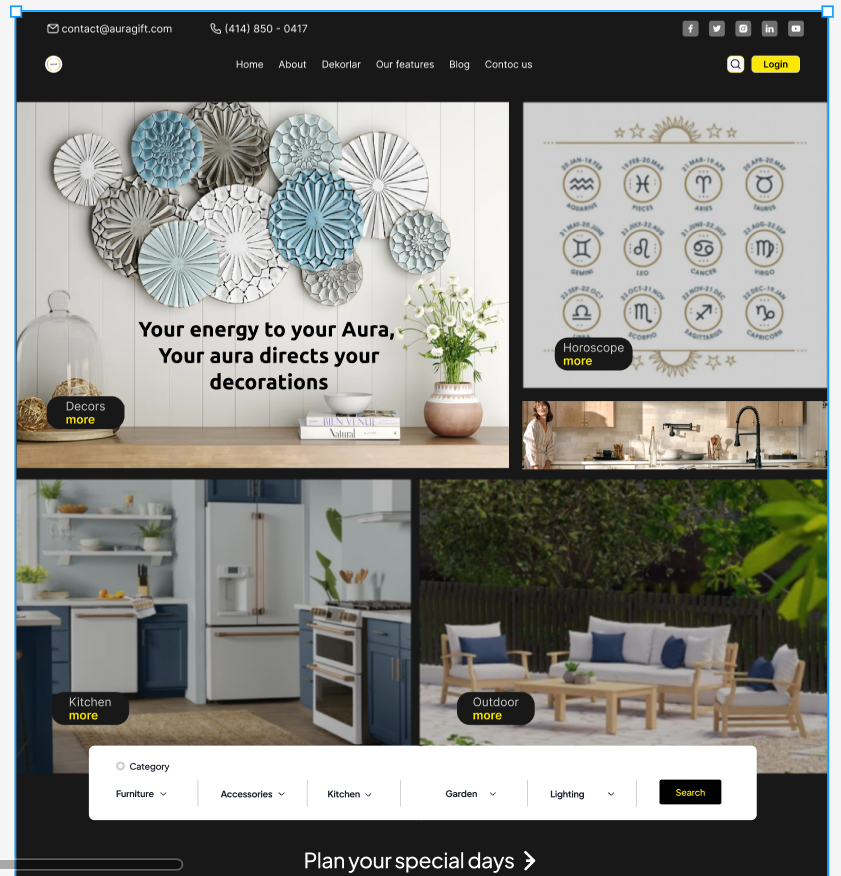 contact@auragift.com
(414) 850 - 0417
Home About Dekorlar Our features Blog Contoc us
Login
20.JAN-18.FEB
AQUARIUS
19.FEB-20.MAR
PISCES
21.MAR-19.APR
ARIES
20.APR-20.MAY
TAURUS
21.MAY-20.JUNE
GEMINI
23.JULY-22.AUG
LEO
21.JUNE-22.JULY
CANCER
23.AUG-22.SEP
VIRGO
23.SEP-22.OCT
LIBRA
23.OCT-21.NOV
SCORPIO
22.NOV-21.DEC
SAGITTARIUS
22.DEC-19.JAN
CAPRICORN
Your energy to your Aura,
Your aura directs your
decorations
Horoscope
more
Decors
more
BIEN VENUE
Natural
Kitchen
more
Outdoor
more
Category
Furniture Accessories Kitchen Garden Lighting
Search
Plan your special days